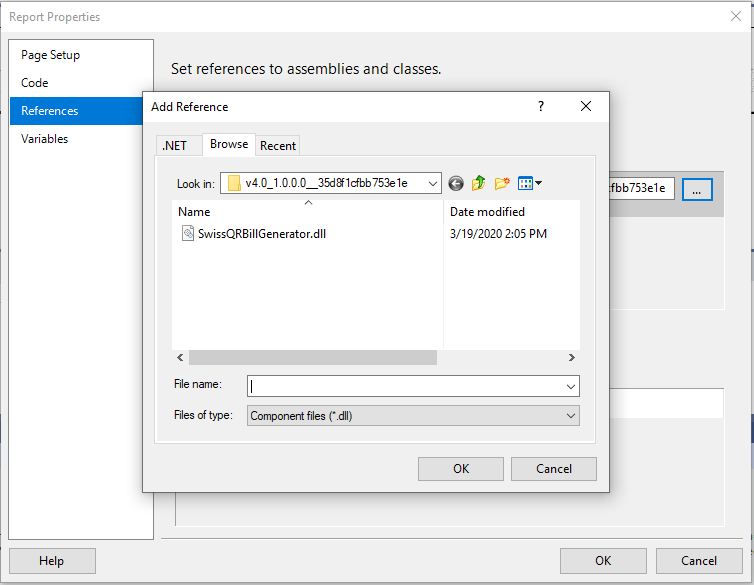 Report Properties
Page Setup
Code
References
Variables
Set references to assemblies and classes.
Add Reference
?
.NET
Browse
Recent
Look in:
v4.0_1.0.0.0__35d8f1cfbb753e1e
Name
Date modified
SwissQRBillGenerator.dll
3/19/2020 2:05 PM
File name:
Files of type:
Component files (*.dll)
OK
Cancel
cfbb753e1e
...
Help
OK
Cancel